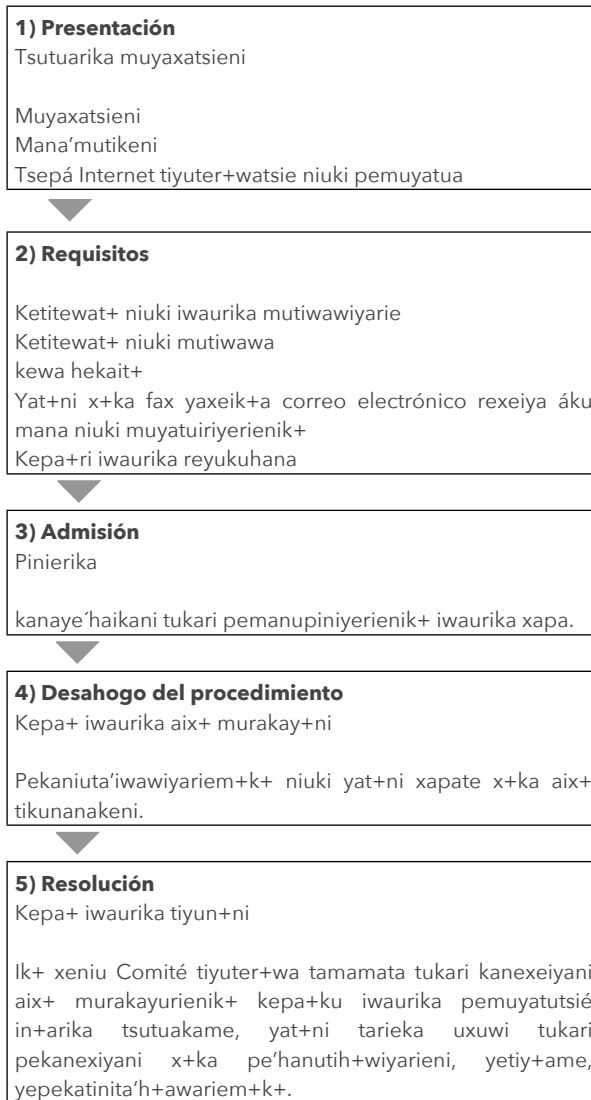 1) Presentación
Tsutuarika muyaxatsieni
Muyaxatsieni
Mana’mutikeni
Tsepá Internet tiyuter+watsie niuki pemuyatua
2) Requisitos
Ketitewat+ niuki iwaurika mutiwawiyarie
Ketitewat+ niuki mutiwawa
kewa hekait+
Yat+ni x+ka fax yaxeik+a correo electrónico rexeiya áku
mana niuki muyatuiriyerienik+
Kepa+ri iwaurika reyukuhana
3) Admisión
Pinierika
kanaye´haikani tukari pemanupiniyerienik+ iwaurika xapa.
4) Desahogo del procedimiento
Kepa+ iwaurika aix+ murakay+ni
Pekaniuta’iwawiyariem+k+ niuki yat+ni xapate x+ka aix+
tikunanakeni.
5) Resolución
Kepa+ iwaurika tiyun+ni
Ik+ xeniu Comité tiyuter+wa tamamata tukari kanexeiyani
aix+ murakayurienik+ kepa+ku iwaurika pemuyatutsié
in+arika tsutuakame, yat+ni tarieka uxuwi tukari
pekanexiyani x+ka pe’hanutih+wiyarieni, yetiy+ame,
yepekatinita’h+awariem+k+.